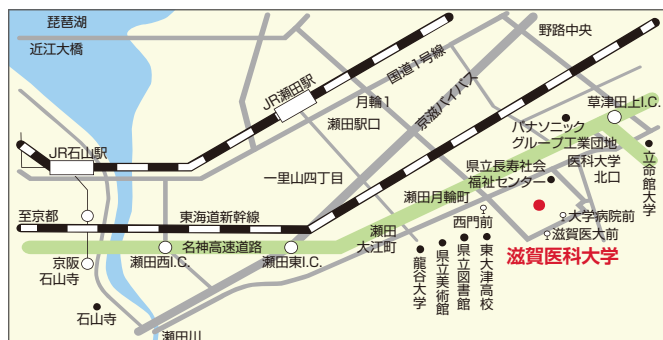 琵琶湖
近江大橋
野路中央
国道1号線
JR瀬田駅
月輪1
瀬田駅口
京滋バイパス
草津田上I.C.
パナソニック
グループ工業団地
JR石山駅
医科大学
北口
立命館大学
県立長寿社会
福祉センター
一里山四丁目
瀬田月輪町
至京都
東海道新幹線
西門前
大学病院前
滋賀医大前
瀬田
大江町
名神高速道路
滋賀医科大学
京阪
石山寺
瀬田西I.C.
瀬田東I.C.
龍谷大学
県立美術館
県立図書館
東大津高校
石山寺
瀬田川